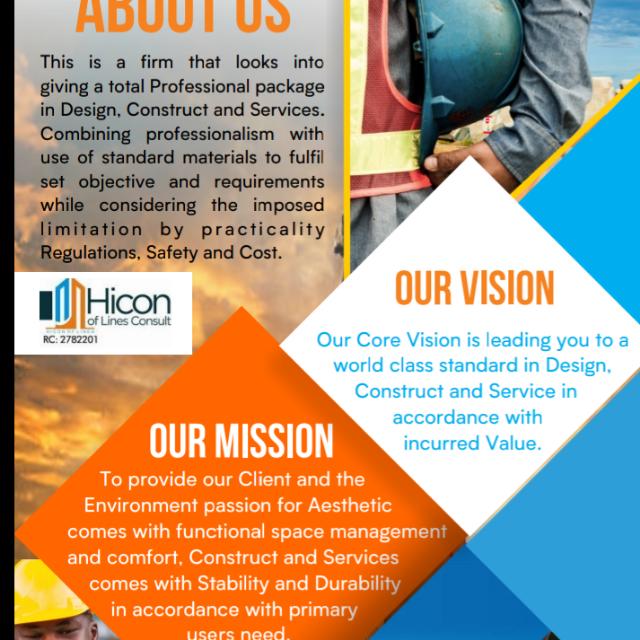 ABOUT US
This is a firm that looks into
giving a total Professional package
in Design, Construct and Services.
Combining professionalism with
use of standard materials to fulfil
set objective and requirements
while considering the imposed
limitation by practicality
Regulations, Safety and Cost.
Hicon
of Lines Consult
HICON OF LINES
RC: 2782201
OUR VISION
Our Core Vision is leading you to a
world class standard in Design,
Construct and Service in
accordance with
incurred Value.
OUR MISSION
To provide our Client and the
Environment passion for Aesthetic
comes with functional space management
and comfort, Construct and Services
comes with Stability and Durability
in accordance with primary
users need.